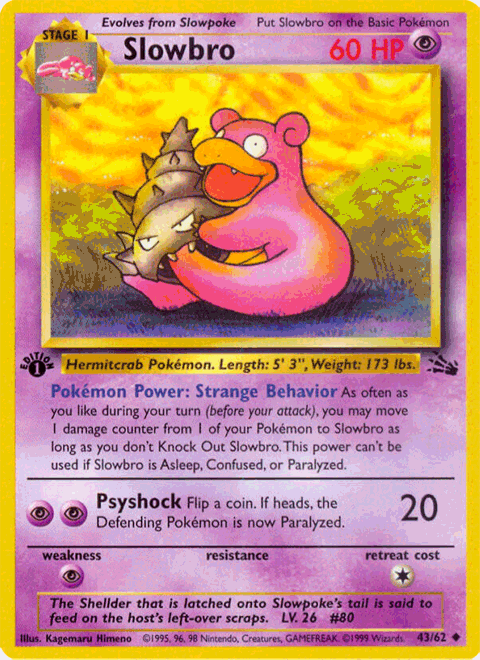 Evolves from Slowpoke Put Slowbro on the Basic Pokémon
STAGE 1
Slowbro 60 HP
Hermitcrab Pokémon. Length: 5' 3", Weight: 173 lbs.
EDITION
1
Pokémon Power: Strange Behavior As often as
you like during your turn (before your attack), you may move
1 damage counter from 1 of your Pokémon to Slowbro as
long as you don't Knock Out Slowbro. This power can't be
used if Slowbro is Asleep, Confused, or Paralyzed.
Psyshock Flip a coin. If heads, the 20
Defending Pokémon is now Paralyzed.
weakness resistance retreat cost
The Shellder that is latched onto Slowpoke's tail is said to
feed on the host's left-over scraps. LV. 26 #80
Illus. Kagemaru Himeno ©1995, 96, 98 Nintendo, Creatures, GAMEFREAK. ©1999 Wizards. 43/62